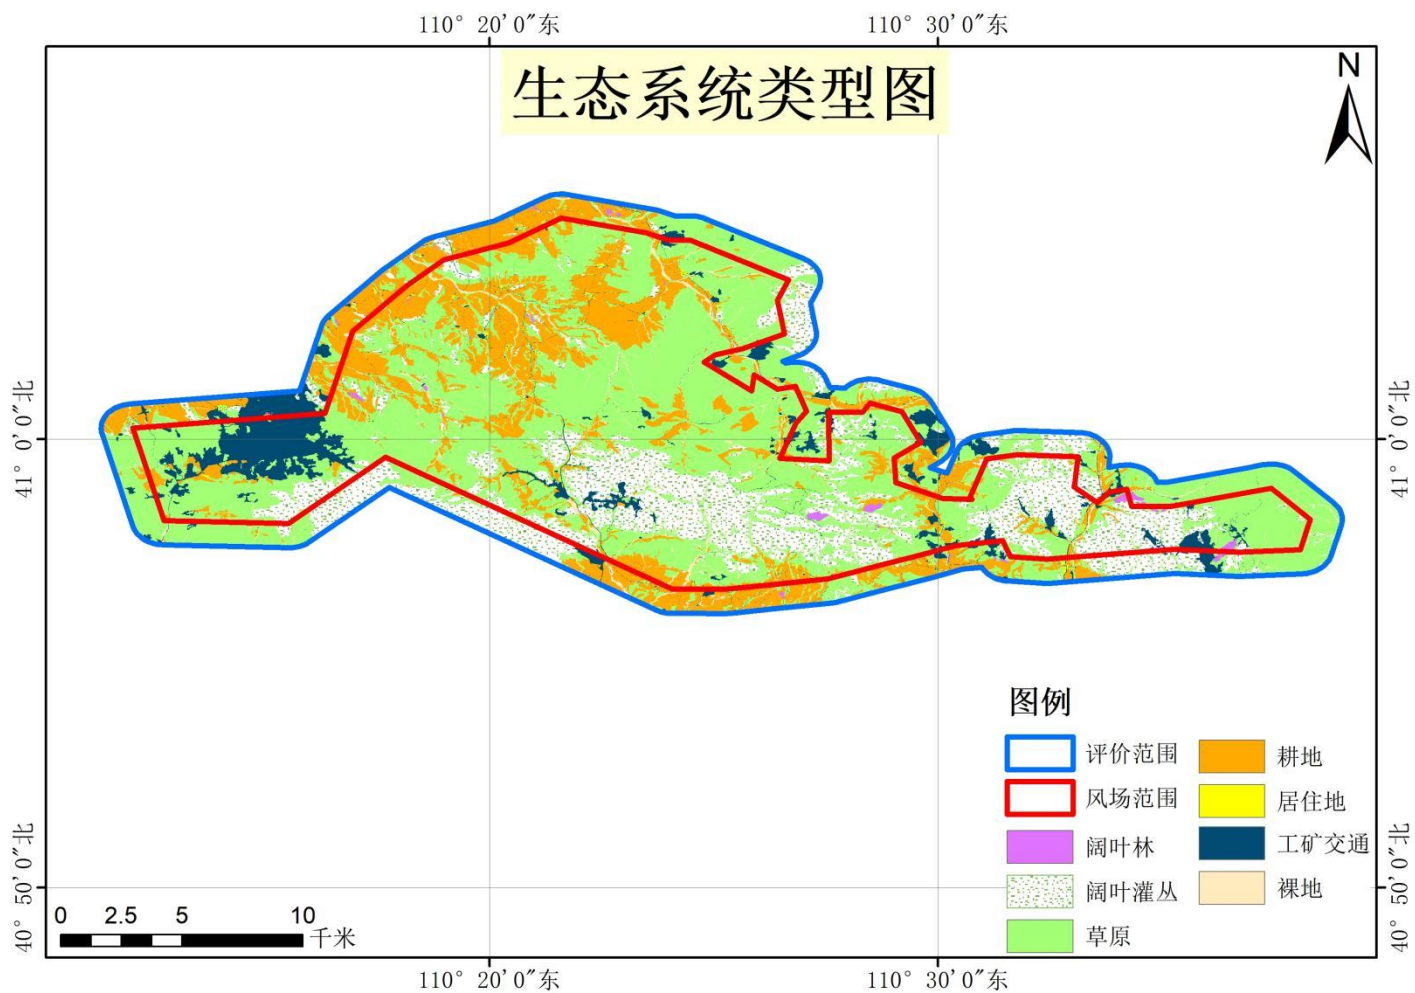 110° 20′0″东 110° 30′0″东
生态系统类型图
N
41° 0′0″北 41° 0′0″北
图例
评价范围 耕地
风场范围 居住地
阔叶林 工矿交通
阔叶灌丛 裸地
草原
40° 50′0″北 40° 50′0″北
0 2.5 5 10
千米
110° 20′0″东 110° 30′0″东